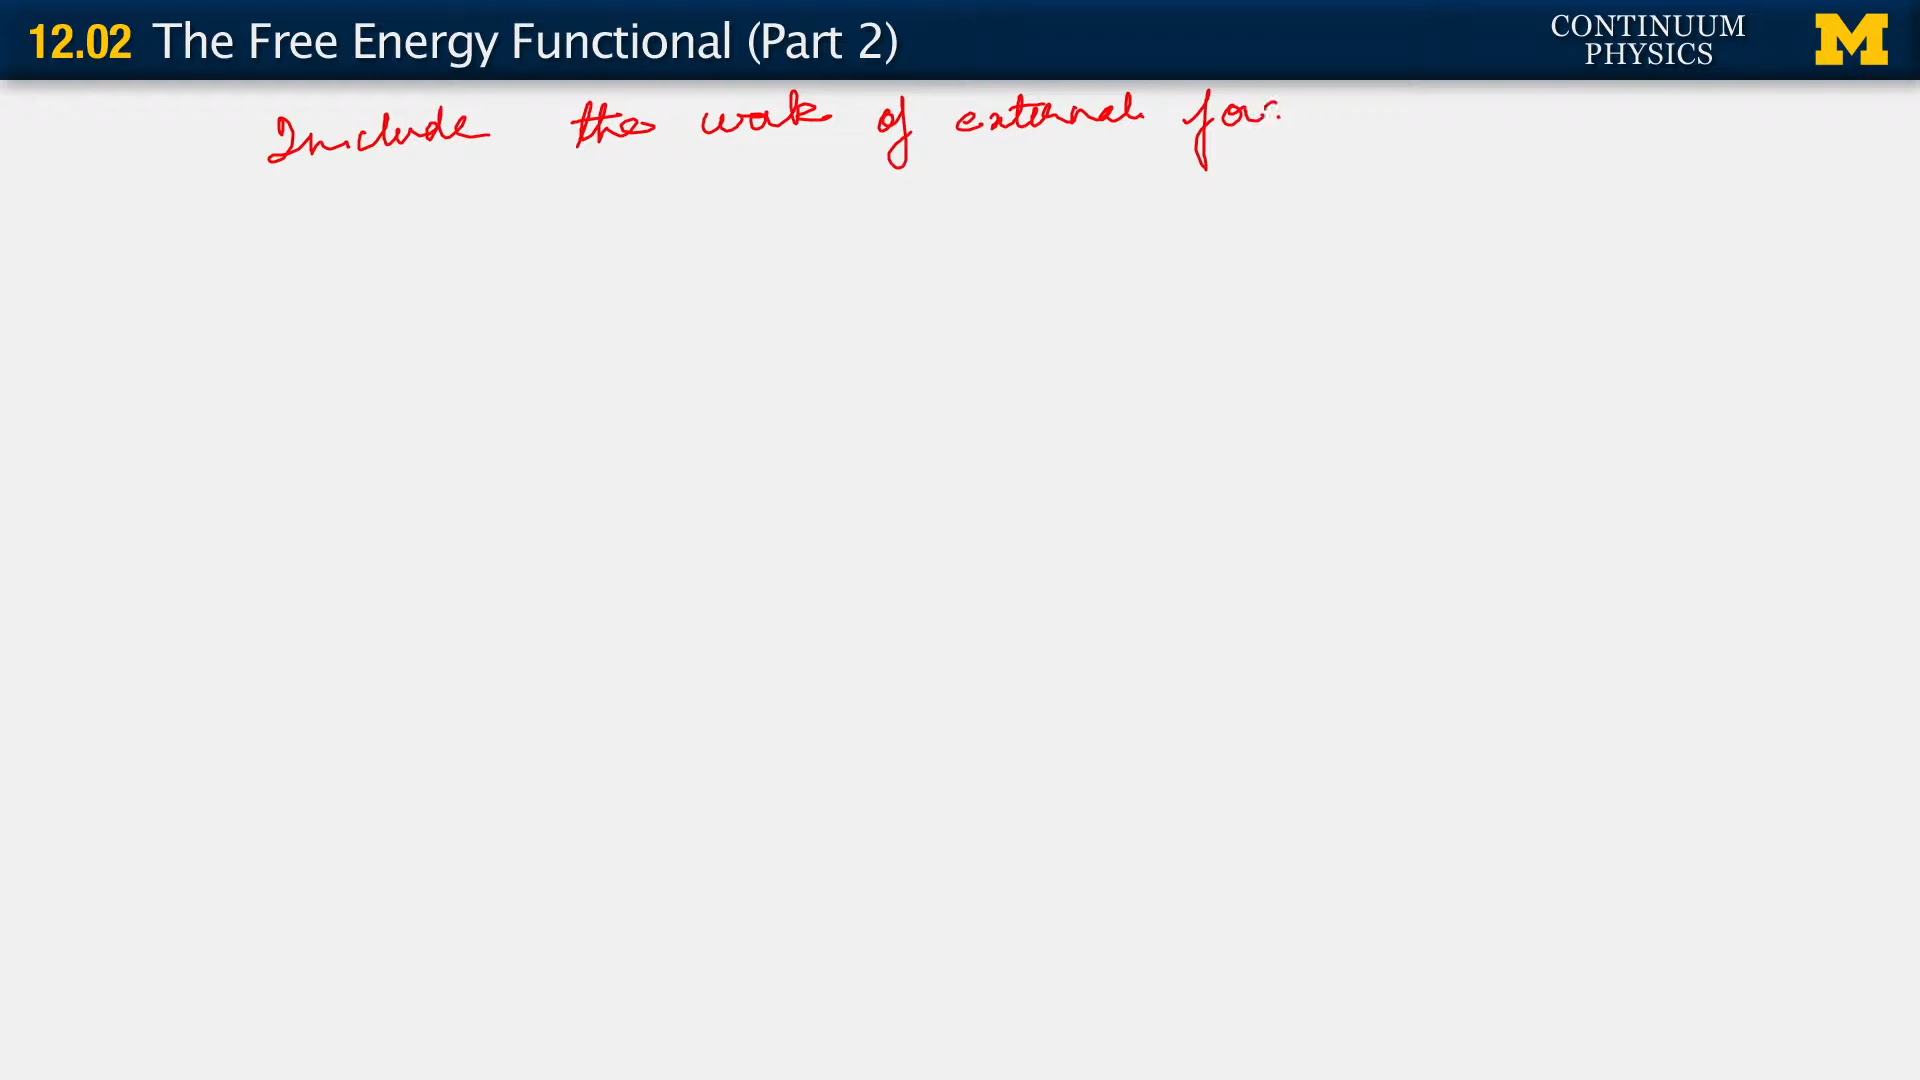 12.02 The Free Energy Functional (Part 2)
CONTINUUM
PHYSICS
M
Include the work of external for